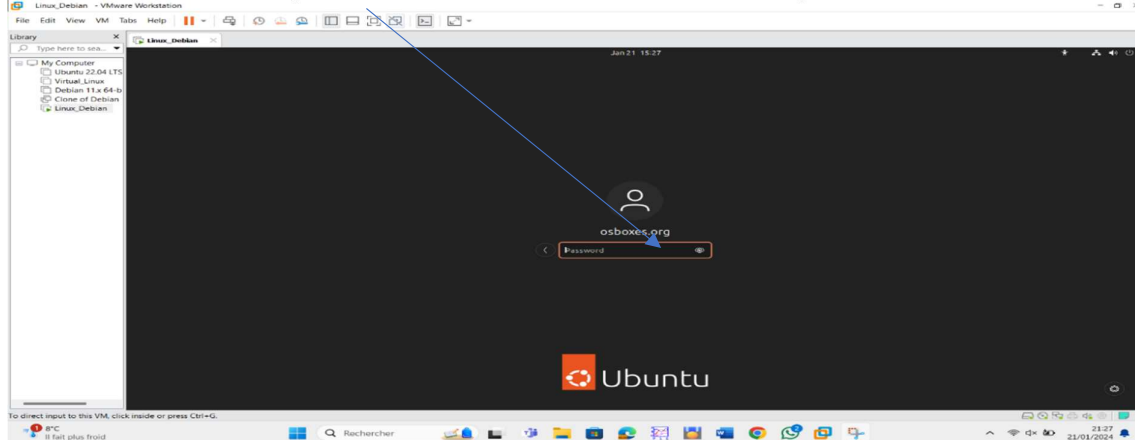 Linux_Debian - VMware Workstation
File Edit View VM Tabs Help
Library
Linux_Debian
Type here to sea...
Jan 21 15:27
My Computer
Ubuntu 22.04 LTS
Virtual_Linux
Debian 11.x 64-b
Clone of Debian
Linux_Debian
osboxes.org
Password
Ubuntu
To direct input to this VM, click inside or press Ctrl+G.
1
8°C
Il fait plus froid
Rechercher
21:27
21/01/2024